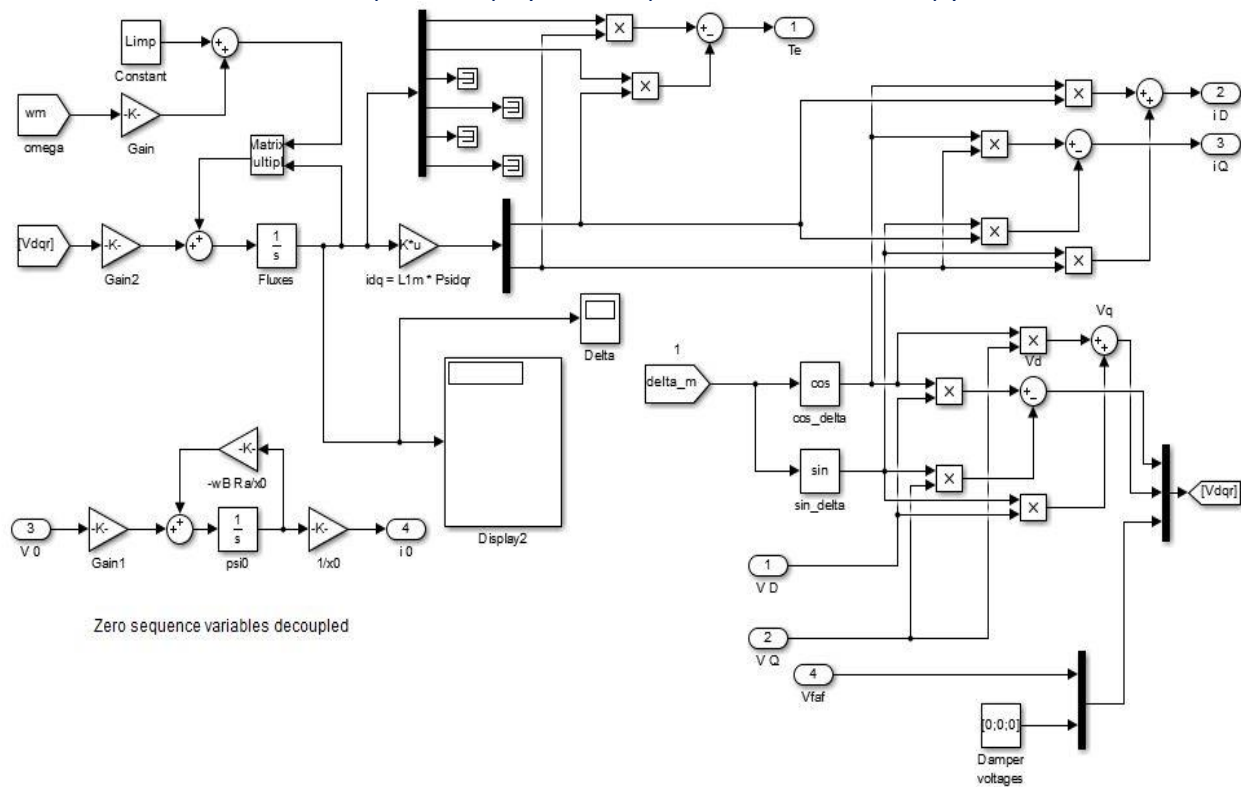 Limp
Constant
wm
omega
-K-
Gain
Matrix
ultipl
[Vdqr]
-K-
Gain2
1
s
Fluxes
K*u
idq = L1m * Psidqr
×
×
1
Te
×
×
×
×
2
i D
3
i Q
Delta
Display2
1
delta_m
cos
cos_delta
sin
sin_delta
×
×
×
×
Vq
Vd
[Vdqr]
-K-
-wB Ra/x0
3
V 0
-K-
Gain1
1
s
psi0
-K-
1/x0
4
i 0
Zero sequence variables decoupled
1
V D
2
V Q
4
Vfaf
[0;0;0]
Damper
voltages